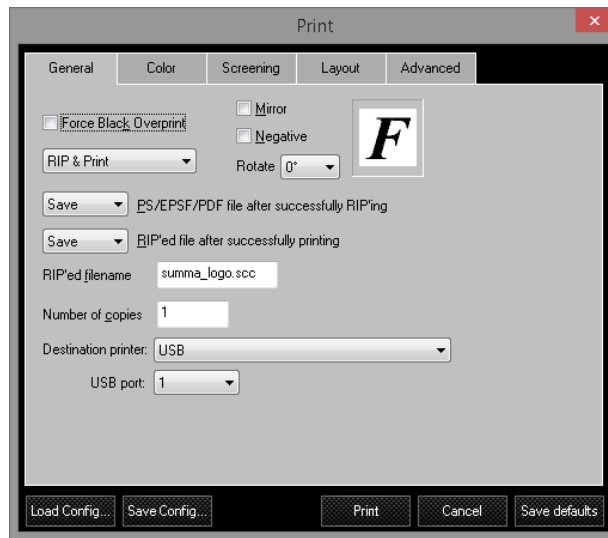 Print
General Color Screening Layout Advanced
Force Black Overprint
Mirror
Negative
RIP & Print
Rotate 0°
F
Save PS/EPSF/PDF file after successfully RIP'ing
Save RIP'ed file after successfully printing
RIP'ed filename summa_logo.scc
Number of copies 1
Destination printer: USB
USB port: 1
Load Config... Save Config... Print Cancel Save defaults